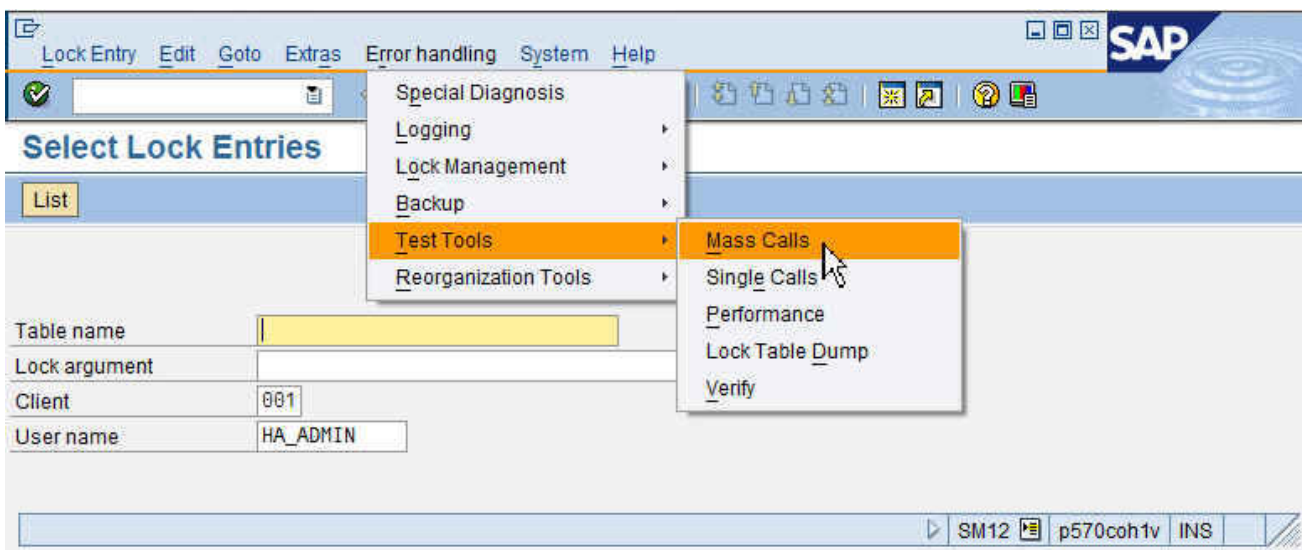 Lock Entry Edit Goto Extras Error handling System Help
SAP
Special Diagnosis
Logging
Lock Management
Backup
Test Tools
Reorganization Tools
Mass Calls
Single Calls
Performance
Lock Table Dump
Verify
Select Lock Entries
List
Table name
Lock argument
Client 001
User name HA_ADMIN
SM12 p570coh1v INS